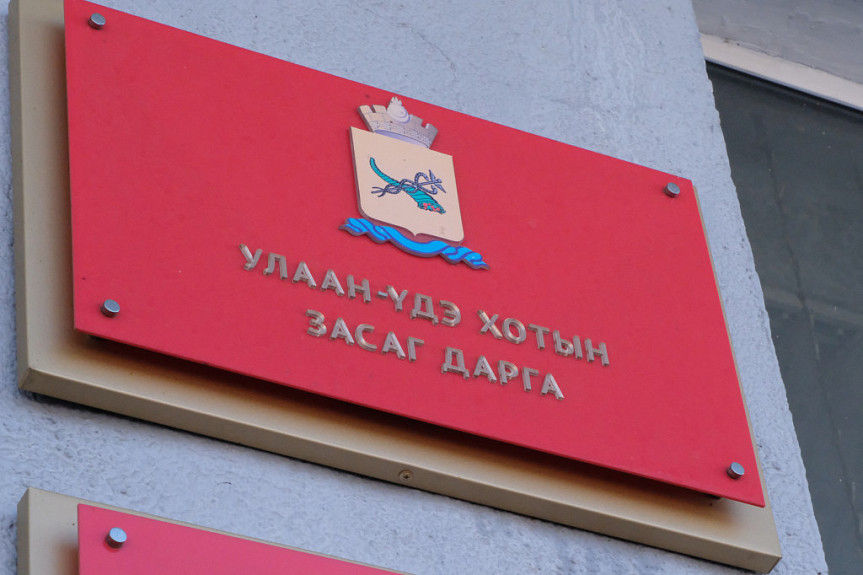 УЛААН-ҮДЭ ХОТЫН
ЗАСАГ ДАРГА